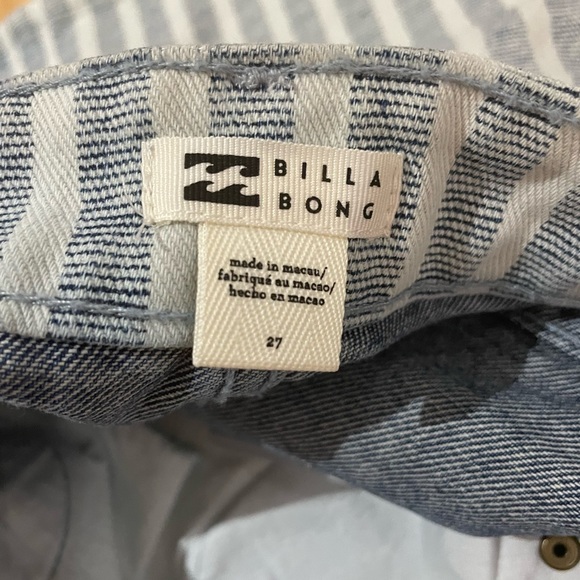 BILLA
BONG
made in macau/
fabriqué au macao/
hecho en macao
27